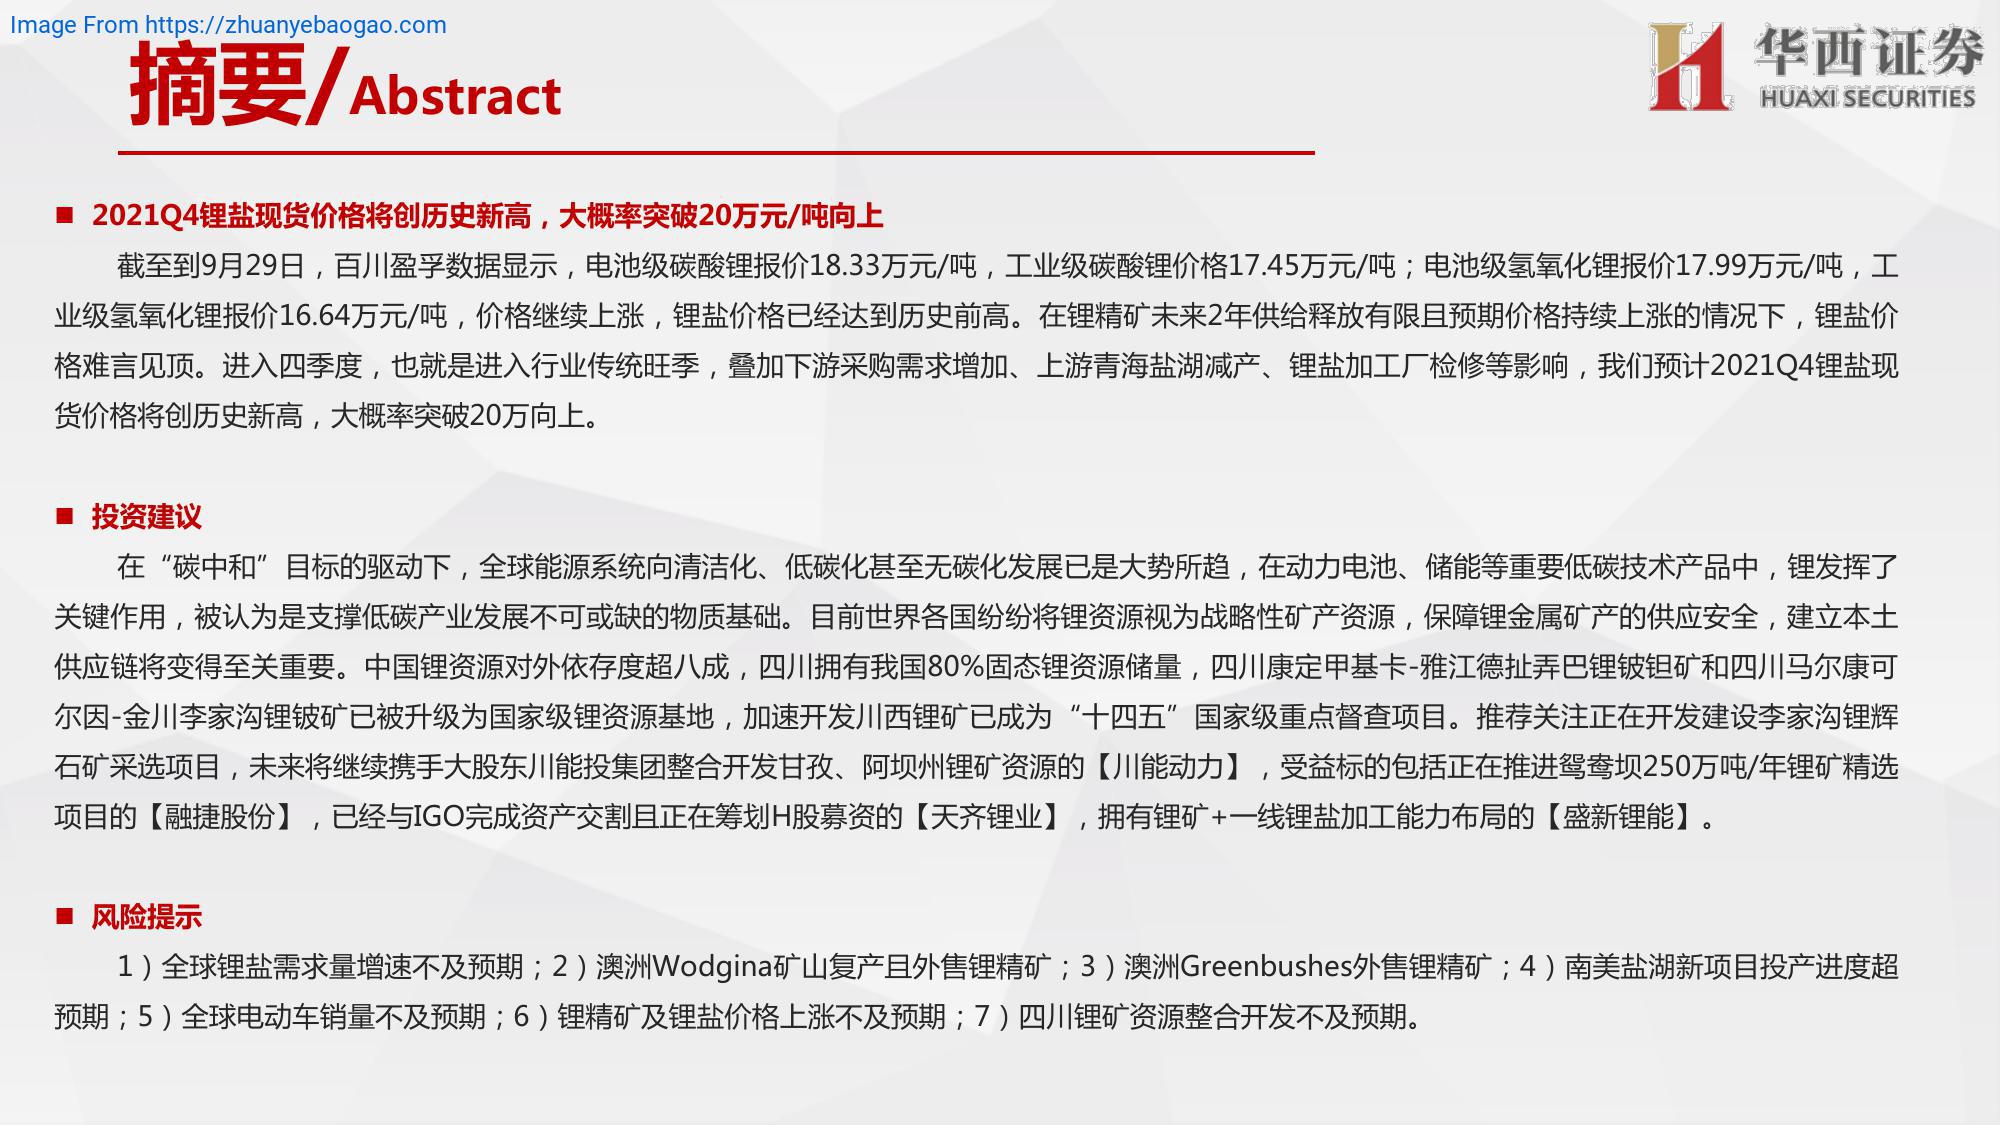 Image From https://zhuanyebaogao.com
摘要/Abstract
华西证券
HUAXI SECURITIES
■ 2021Q4锂盐现货价格将创历史新高，大概率突破20万元/吨向上
截至到9月29日，百川盈孚数据显示，电池级碳酸锂报价18.33万元/吨，工业级碳酸锂价格17.45万元/吨；电池级氢氧化锂报价17.99万元/吨，工
业级氢氧化锂报价16.64万元/吨，价格继续上涨，锂盐价格已经达到历史前高。在锂精矿未来2年供给释放有限且预期价格持续上涨的情况下，锂盐价
格难言见顶。进入四季度，也就是进入行业传统旺季，叠加下游采购需求增加、上游青海盐湖减产、锂盐加工厂检修等影响，我们预计2021Q4锂盐现
货价格将创历史新高，大概率突破20万向上。
■ 投资建议
在“碳中和”目标的驱动下，全球能源系统向清洁化、低碳化甚至无碳化发展已是大势所趋，在动力电池、储能等重要低碳技术产品中，锂发挥了
关键作用，被认为是支撑低碳产业发展不可或缺的物质基础。目前世界各国纷纷将锂资源视为战略性矿产资源，保障锂金属矿产的供应安全，建立本土
供应链将变得至关重要。中国锂资源对外依存度超八成，四川拥有我国80%固态锂资源储量，四川康定甲基卡-雅江德扯弄巴锂铍钽矿和四川马尔康可
尔因-金川李家沟锂铍矿已被升级为国家级锂资源基地，加速开发川西锂矿已成为“十四五”国家级重点督查项目。推荐关注正在开发建设李家沟锂辉
石矿采选项目，未来将继续携手大股东川能投集团整合开发甘孜、阿坝州锂矿资源的【川能动力】，受益标的包括正在推进鸳鸯坝250万吨/年锂矿精选
项目的【融捷股份】，已经与IGO完成资产交割且正在筹划H股募资的【天齐锂业】，拥有锂矿+一线锂盐加工能力布局的【盛新锂能】。
■ 风险提示
1）全球锂盐需求量增速不及预期；2）澳洲Wodgina矿山复产且外售锂精矿；3）澳洲Greenbushes外售锂精矿；4）南美盐湖新项目投产进度超
预期；5）全球电动车销量不及预期；6）锂精矿及锂盐价格上涨不及预期；7）四川锂矿资源整合开发不及预期。